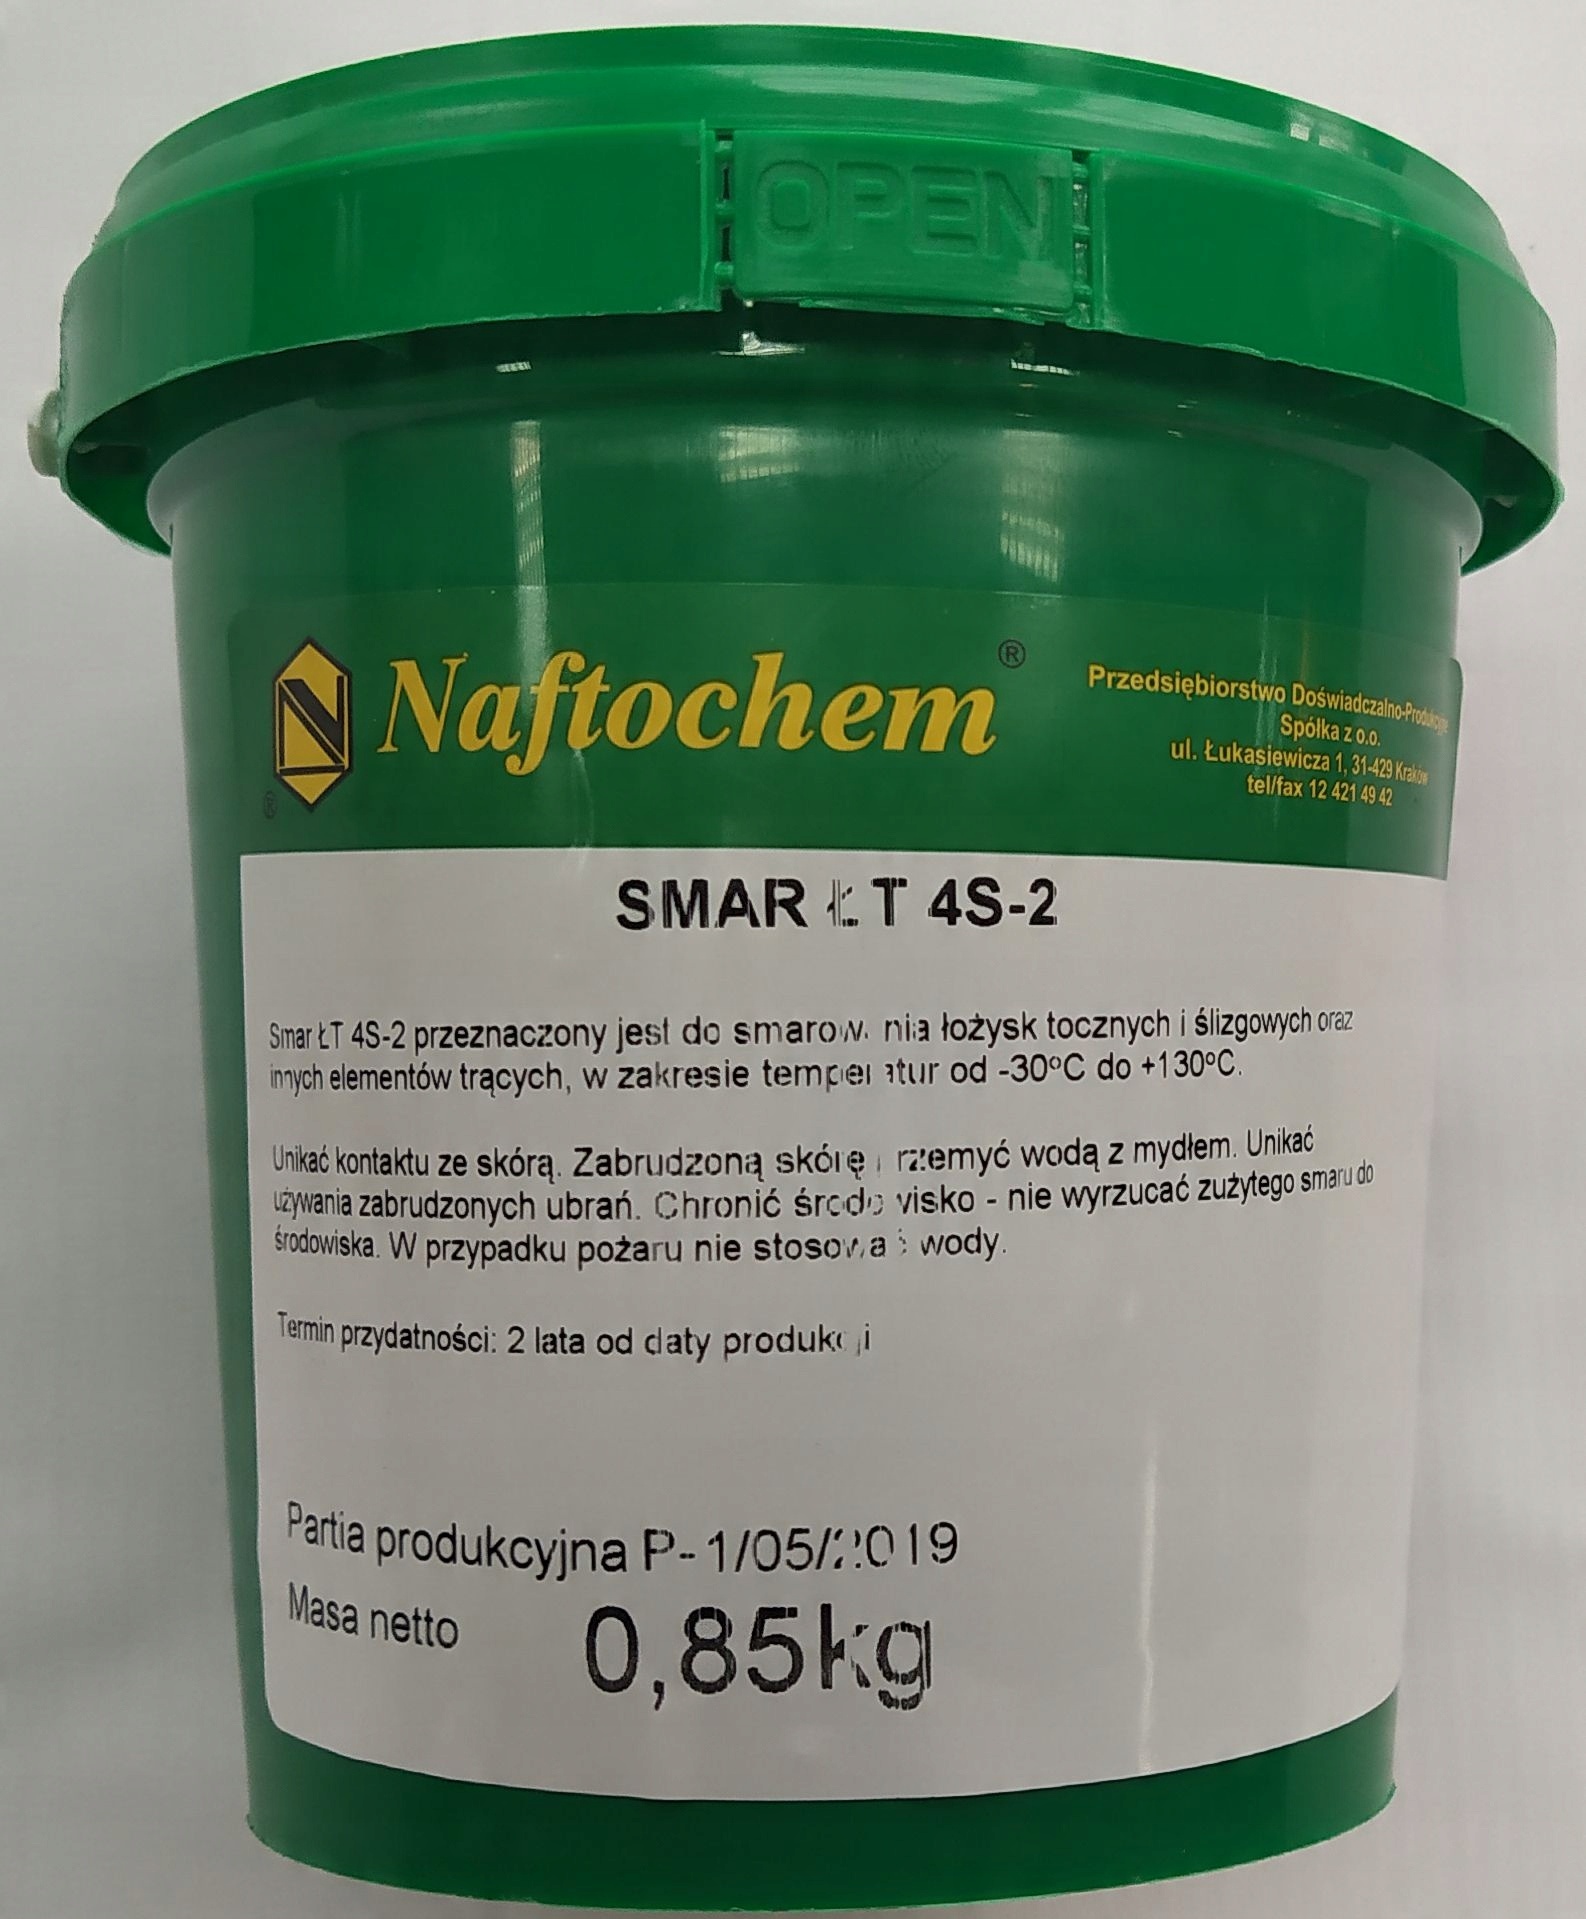 OPEN
Naftochem ®
Przedsiębiorstwo Doświadczalno-Produkcyjne
Spółka z o.o.
ul. Łukasiewicza 1, 31-429 Kraków
tel/fax 12 421 49 42
N
®
SMAR ŁT 4S-2
Smar ŁT 4S-2 przeznaczony jest do smarowania łożysk tocznych i ślizgowych oraz
innych elementów trących, w zakresie temperatur od -30ºC do +130ºC.
Unikać kontaktu ze skórą. Zabrudzoną skórę przemyć wodą z mydłem. Unikać
używania zabrudzonych ubrań. Chronić środowisko - nie wyrzucać zużytego smaru do
środowiska. W przypadku pożaru nie stosować wody.
Termin przydatności: 2 lata od daty produkcji
Partia produkcyjna P-1/05/2019
Masa netto 0,85kg